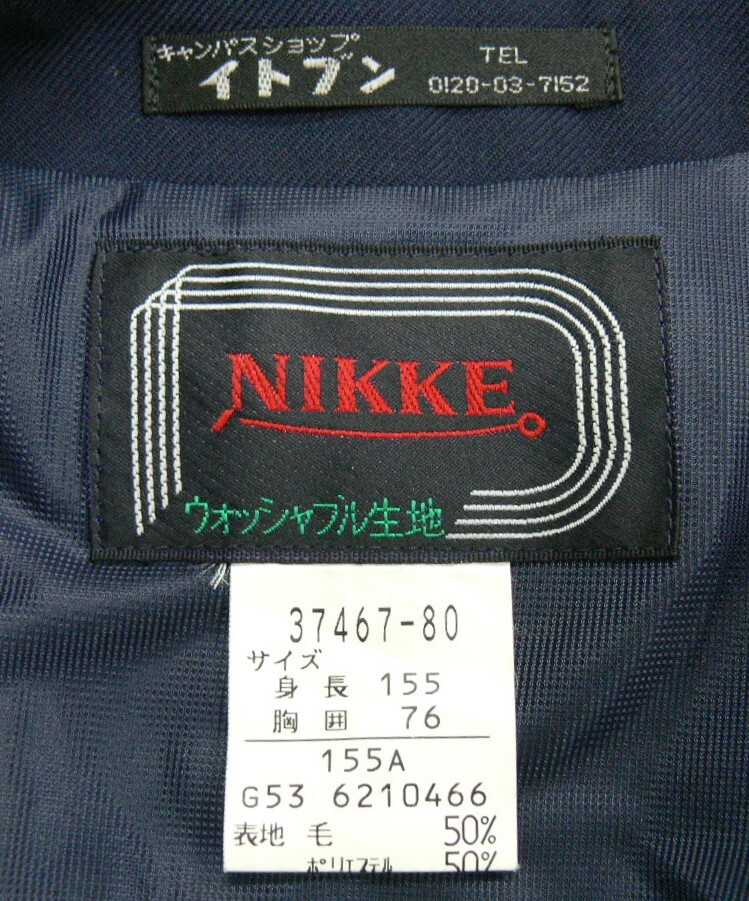 キャンパスショップ
イトブン
TEL
0120-03-7152
NIKKE
ウオッシャブル生地
37467-80
サイズ
身長 155
胸囲 76
155A
G53 6210466
表地 毛 50%
ポリエステル 50%